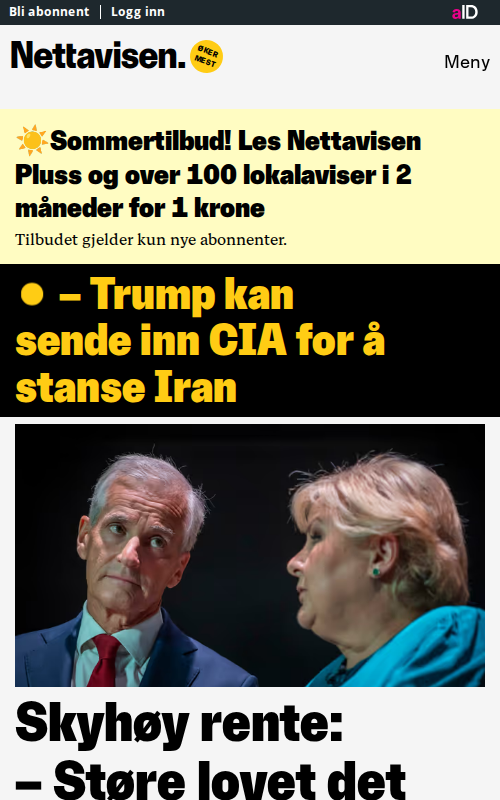 Bli abonnent | Logg inn
aID
Nettavisen.
ØKER
MEST
Meny
Sommertilbud! Les Nettavisen
Pluss og over 100 lokalaviser i 2
måneder for 1 krone
Tilbudet gjelder kun nye abonnenter.
– Trump kan
sende inn CIA for å
stanse Iran
Skyhøy rente:
– Støre lovet det